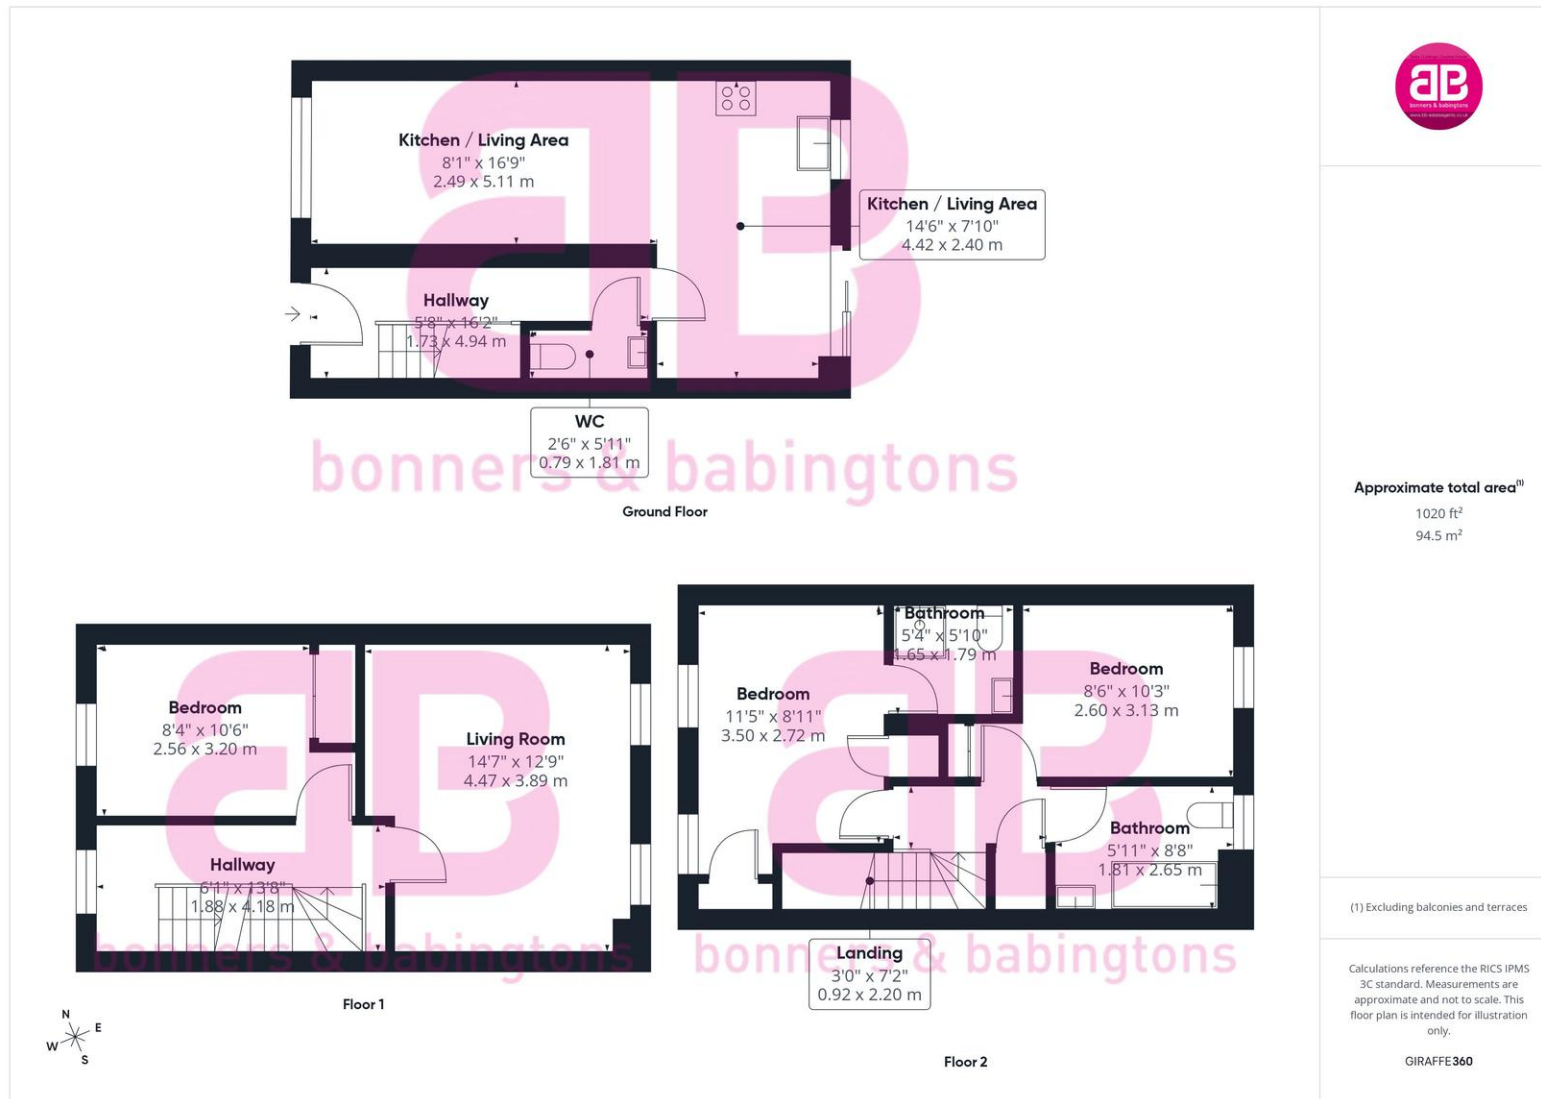 Kitchen / Living Area
8'1" x 16'9"
2.49 x 5.11 m
Kitchen / Living Area
14'6" x 7'10"
4.42 x 2.40 m
Hallway
5'8" x 16'2"
1.73 x 4.94 m
WC
2'6" x 5'11"
0.79 x 1.81 m
bonners & babingtons
Ground Floor
Bedroom
8'4" x 10'6"
2.56 x 3.20 m
Living Room
14'7" x 12'9"
4.47 x 3.89 m
Hallway
6'1" x 13'8"
1.88 x 4.18 m
bonners & babingtons
Floor 1
N
E
W
S
Bathroom
5'4" x 5'10"
1.65 x 1.79 m
Bedroom
11'5" x 8'11"
3.50 x 2.72 m
Bedroom
8'6" x 10'3"
2.60 x 3.13 m
Bathroom
5'11" x 8'8"
1.81 x 2.65 m
bonners & babingtons
Landing
3'0" x 7'2"
0.92 x 2.20 m
Floor 2
bonners & babingtons
Approximate total area(1)
1020 ft²
94.5 m²
(1) Excluding balconies and terraces
Calculations reference the RICS IPMS
3C standard. Measurements are
approximate and not to scale. This
floor plan is intended for illustration
only.
GIRAFFE360